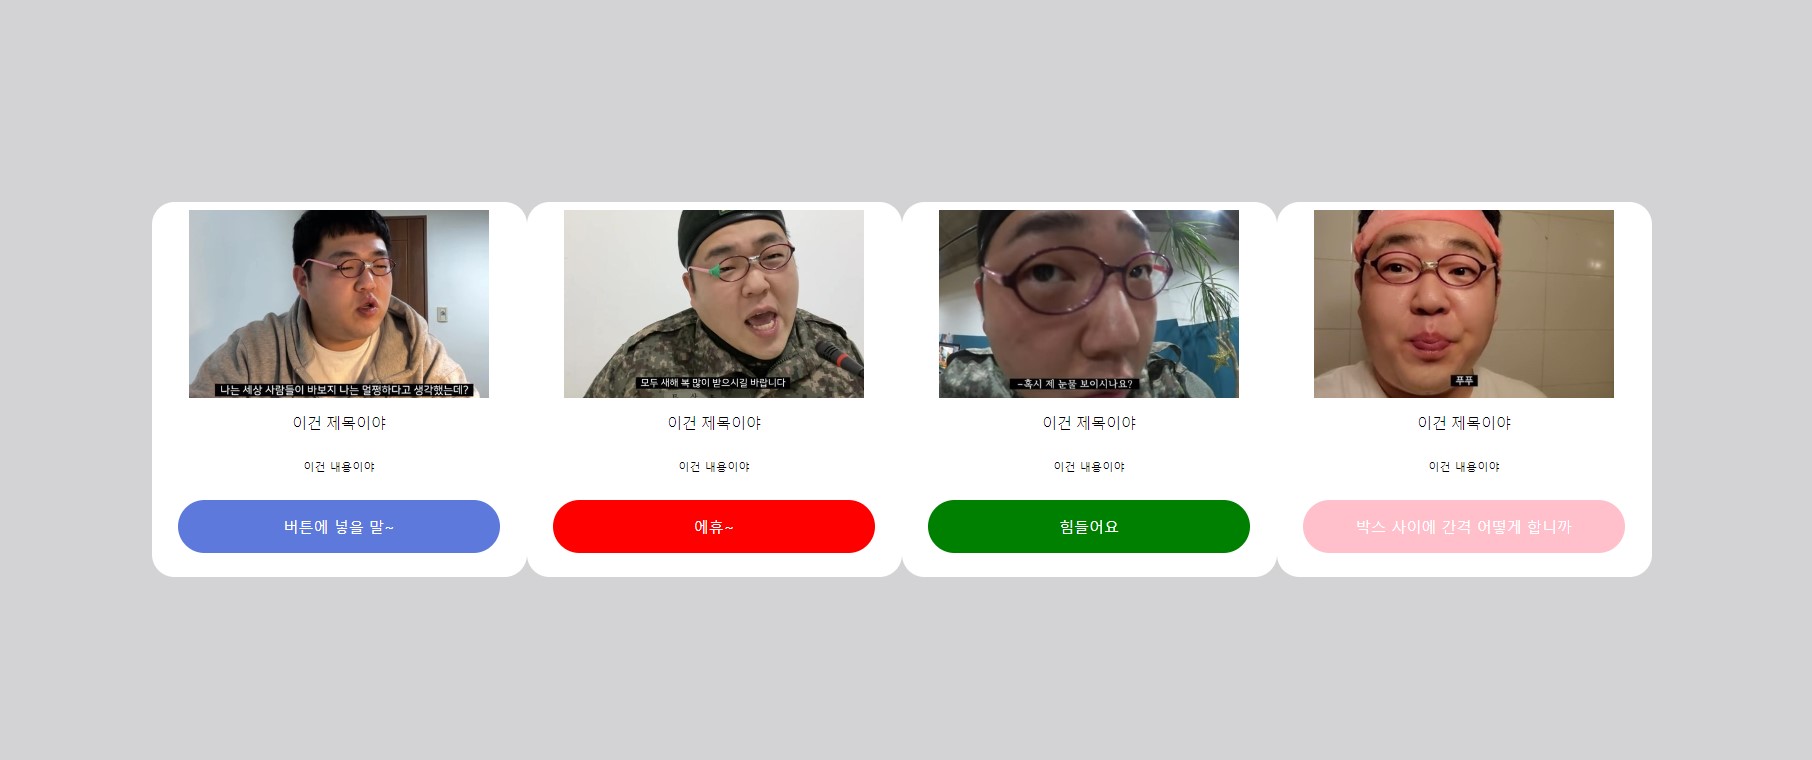 나는 세상 사람들이 바보지 나는 멀쩡하다고 생각했는데?
모두 새해 복 많이 받으시길 바랍니다
-혹시 제 눈물 보이시나요?
푸푸
이건 제목이야
이건 제목이야
이건 제목이야
이건 제목이야
이건 내용이야
이건 내용이야
이건 내용이야
이건 내용이야
버튼에 넣을 말~
에휴~
힘들어요
박스 사이에 간격 어떻게 합니까